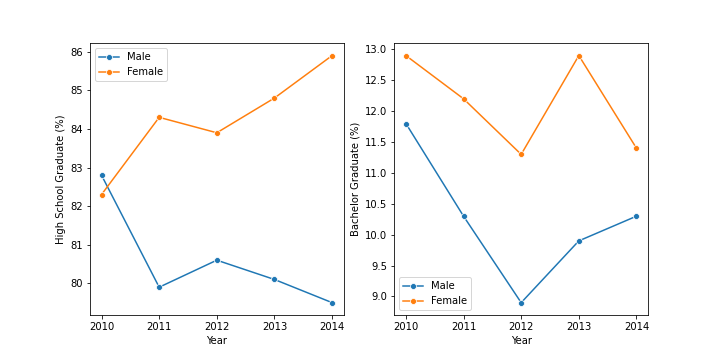 Male
Female
High School Graduate (%)
86
85
84
83
82
81
80
2010 2011 2012 2013 2014
Year
Bachelor Graduate (%)
13.0
12.5
12.0
11.5
11.0
10.5
10.0
9.5
9.0
Male
Female
2010 2011 2012 2013 2014
Year